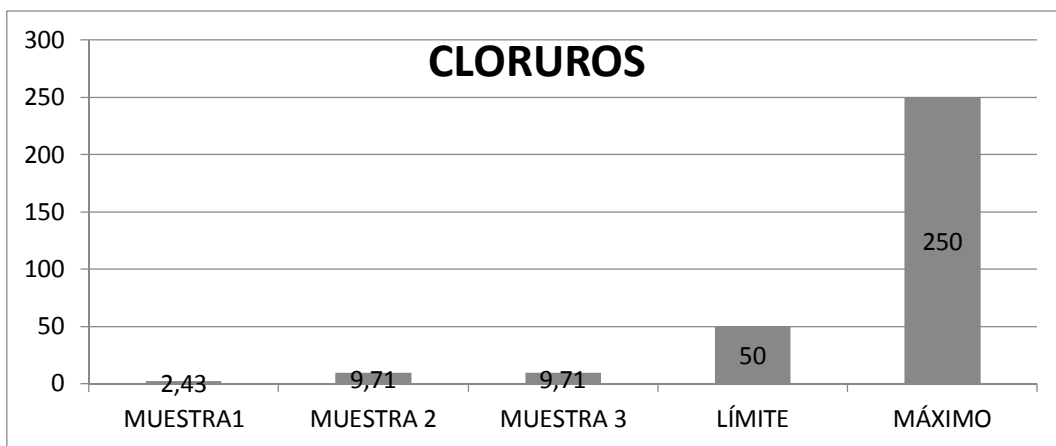 CLORUROS
300
250
200
150
100
50
0
2,43
9,71
9,71
50
250
MUESTRA1
MUESTRA 2
MUESTRA 3
LÍMITE
MÁXIMO